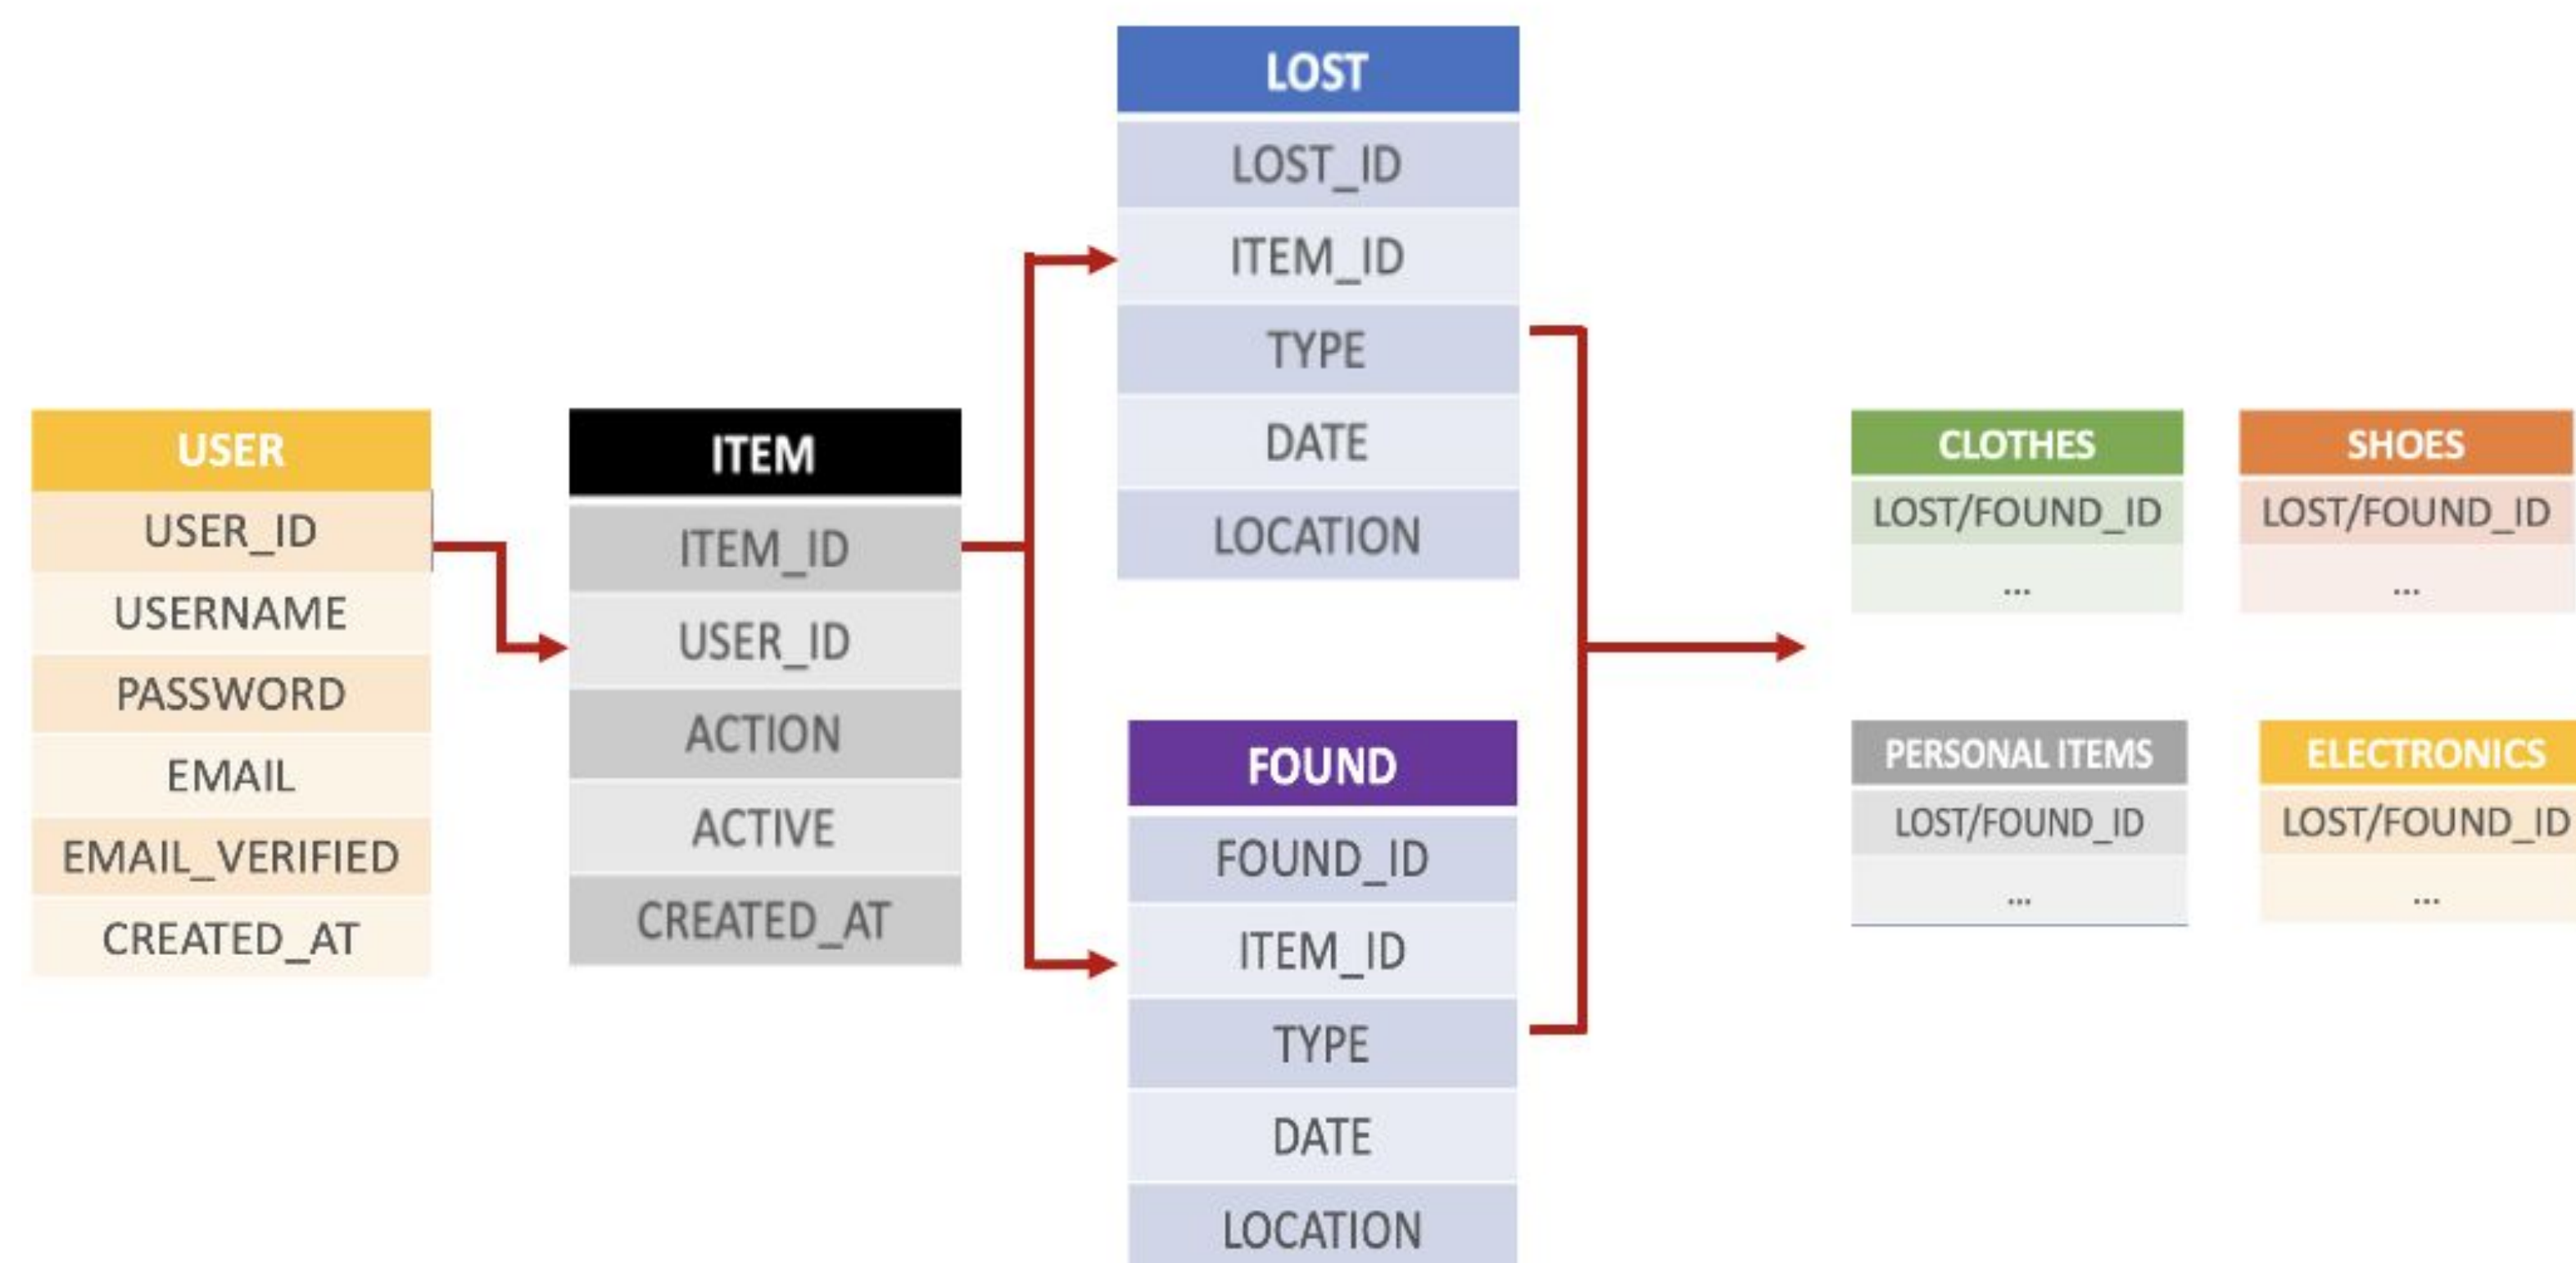 USER
USER_ID
USERNAME
PASSWORD
EMAIL
EMAIL_VERIFIED
CREATED_AT
ITEM
ITEM_ID
USER_ID
ACTION
ACTIVE
CREATED_AT
LOST
LOST_ID
ITEM_ID
TYPE
DATE
LOCATION
FOUND
FOUND_ID
ITEM_ID
TYPE
DATE
LOCATION
CLOTHES
LOST/FOUND_ID
...
SHOES
LOST/FOUND_ID
...
PERSONAL ITEMS
LOST/FOUND_ID
...
ELECTRONICS
LOST/FOUND_ID
...